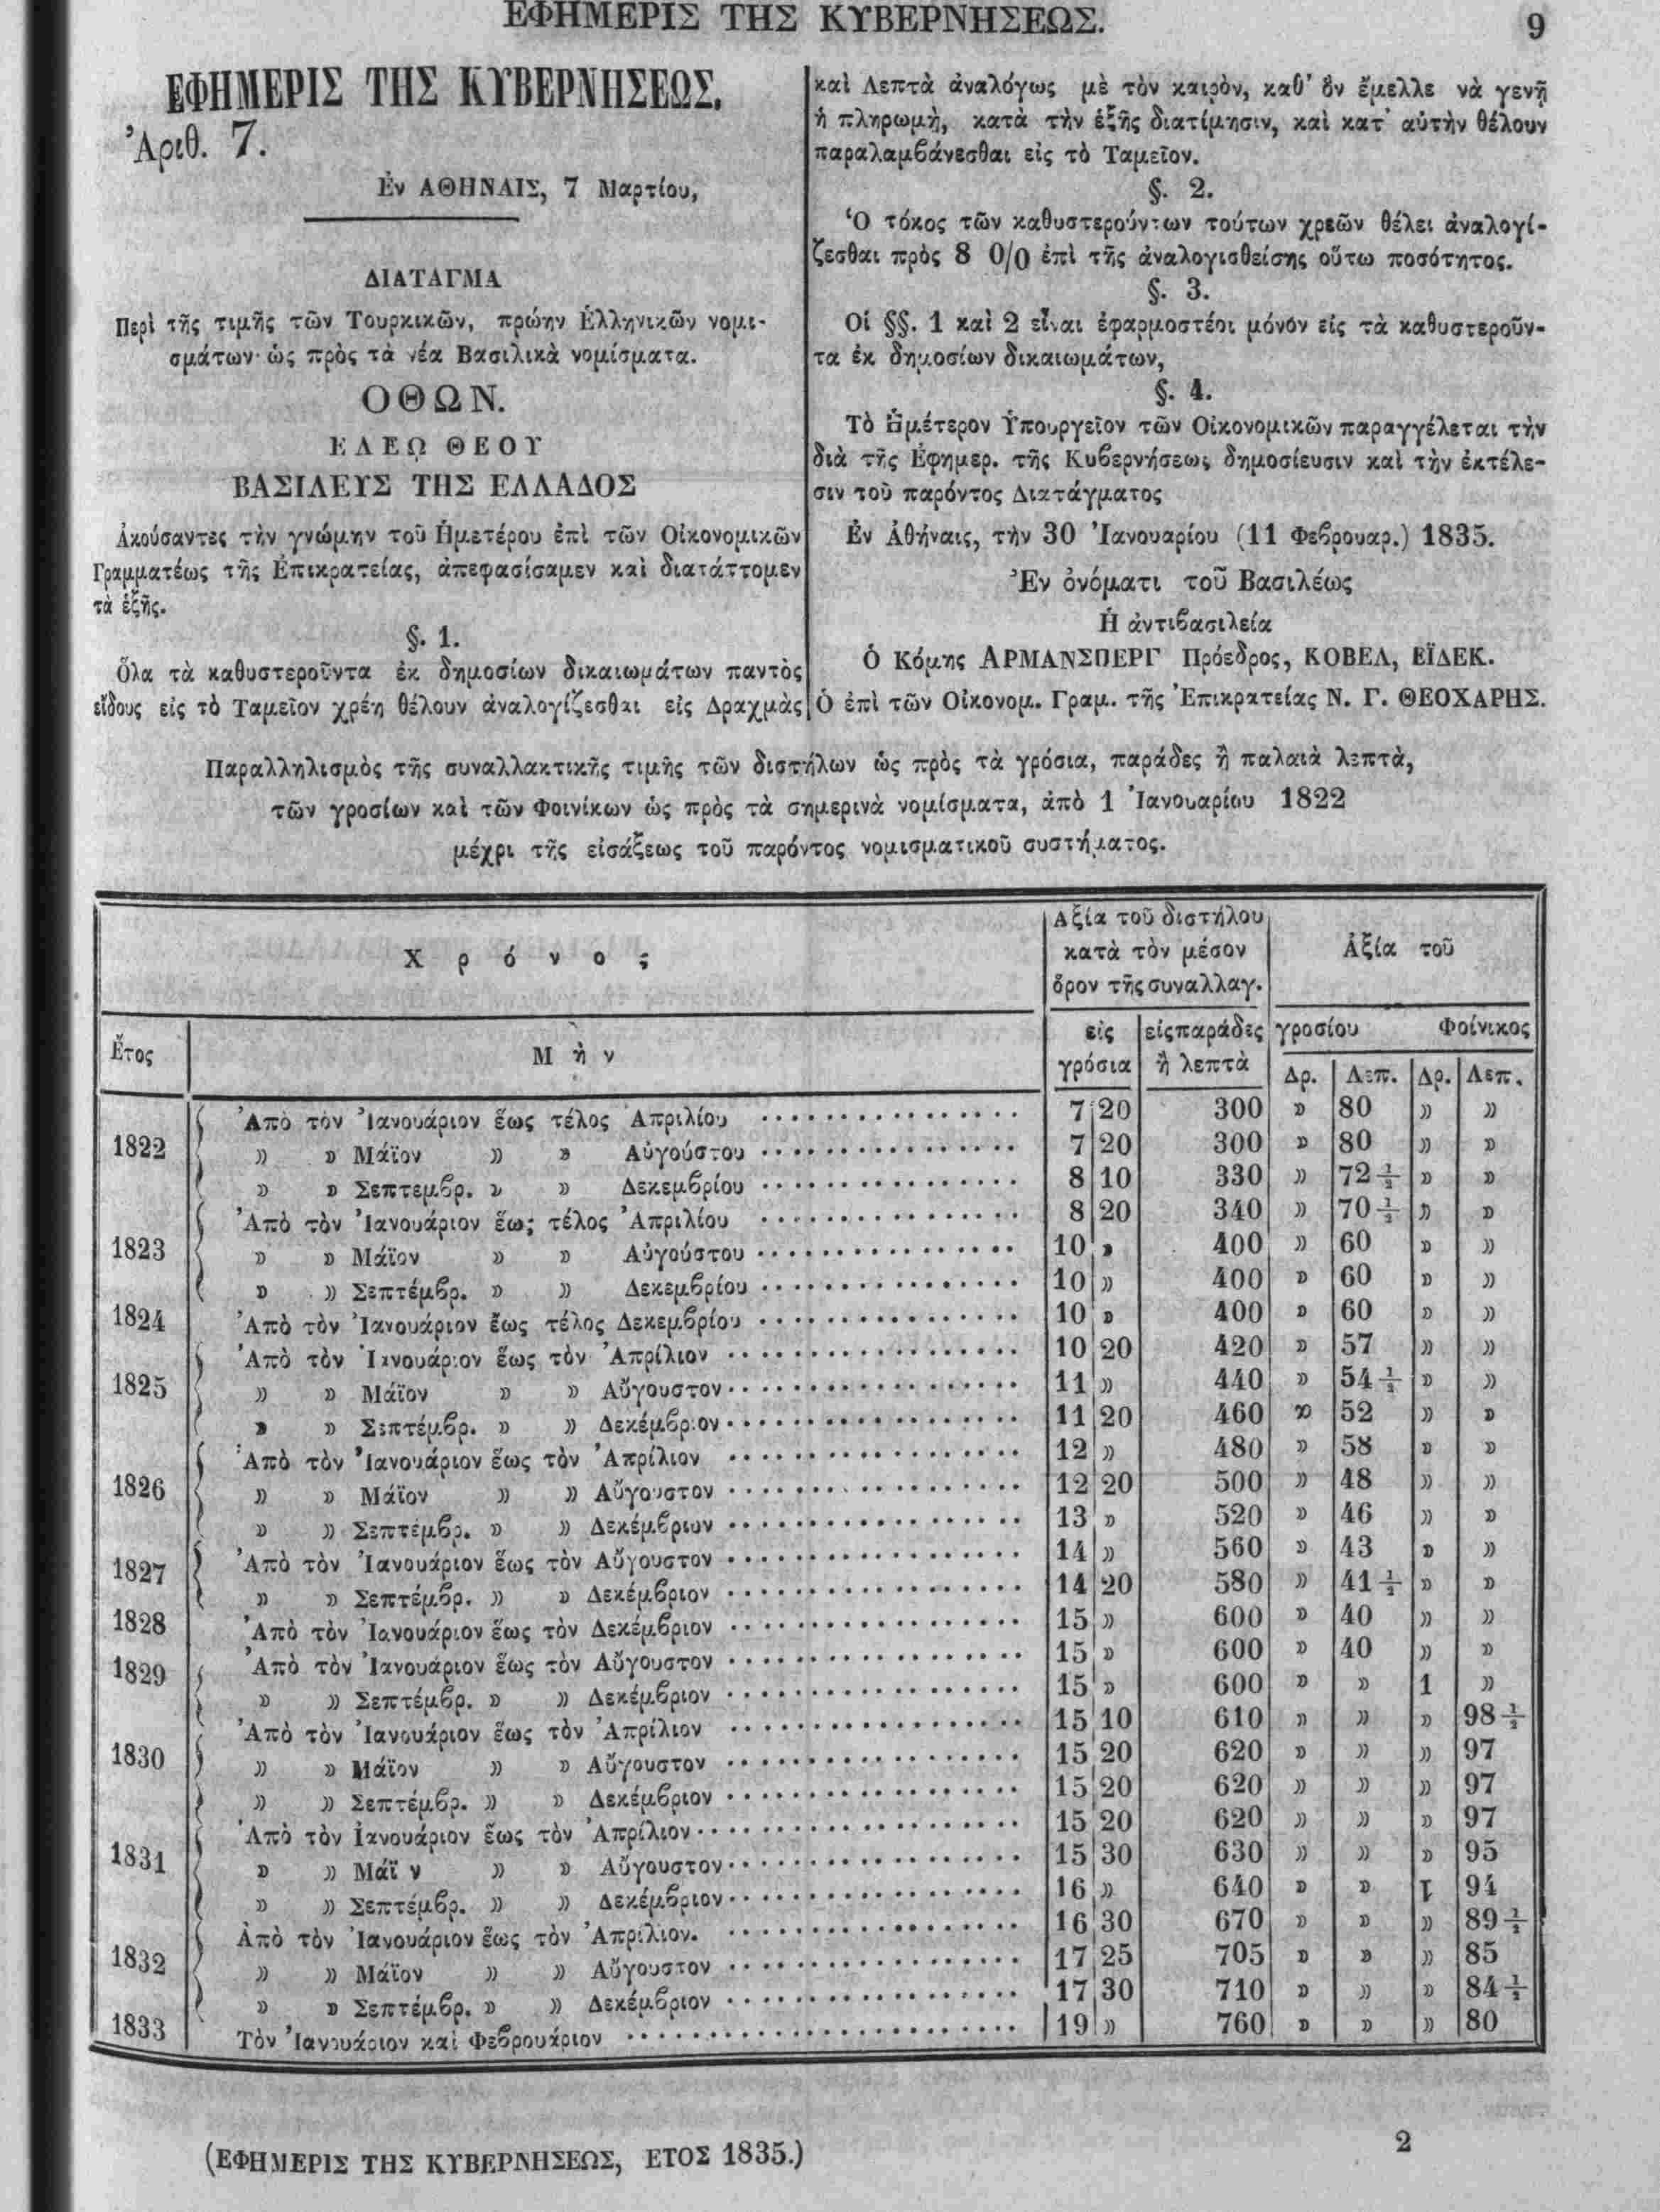 ΕΦΗΜΕΡΙΣ ΤΗΣ ΚΥΒΕΡΝΗΣΕΩΣ.
9
ΕΦΗΜΕΡΙΣ ΤΗΣ ΚΥΒΕΡΝΗΣΕΩΣ.
Ἀριθ. 7.
Ἐν ΑΘΗΝΑΙΣ, 7 Μαρτίου,
ΔΙΑΤΑΓΜΑ
Περὶ τῆς τιμῆς τῶν Τουρκικῶν, πρώην Ἑλληνικῶν νομι-
σμάτων ὡς πρὸς τὰ νέα Βασιλικὰ νομίσματα.
ΟΘΩΝ.
ΕΛΕῼ ΘΕΟΥ
ΒΑΣΙΛΕΥΣ ΤΗΣ ΕΛΛΑΔΟΣ
Ἀκούσαντες τὴν γνώμην τοῦ Ἡμετέρου ἐπὶ τῶν Οἰκονομικῶν
Γραμματέως τῆς Ἐπικρατείας, ἀπεφασίσαμεν καὶ διατάττομεν
τὰ ἑξῆς.
§. 1.
Ὅλα τὰ καθυστεροῦντα ἐκ δημοσίων δικαιωμάτων παντὸς
εἴδους εἰς τὸ Ταμεῖον χρέη θέλουν ἀναλογίζεσθαι εἰς Δραχμὰς
καὶ Λεπτὰ ἀναλόγως μὲ τὸν καιρὸν, καθ' ὃν ἔμελλε νὰ γενῇ
ἡ πληρωμὴ, κατὰ τὴν ἑξῆς διατίμησιν, καὶ κατ' αὐτὴν θέλουν
παραλαμβάνεσθαι εἰς τὸ Ταμεῖον.
§. 2.
Ὁ τόκος τῶν καθυστερούντων τούτων χρεῶν θέλει ἀναλογί-
ζεσθαι πρὸς 8 0/0 ἐπὶ τῆς ἀναλογισθείσης οὕτω ποσότητος.
§. 3.
Οἱ §§. 1 καὶ 2 εἶναι ἐφαρμοστέοι μόνον εἰς τὰ καθυστεροῦν-
τα ἐκ δημοσίων δικαιωμάτων,
§. 4.
Τὸ Ἡμέτερον Ὑπουργεῖον τῶν Οἰκονομικῶν παραγγέλεται τὴν
διὰ τῆς Ἐφημερ. τῆς Κυβερνήσεως δημοσίευσιν καὶ τὴν ἐκτέλε-
σιν τοῦ παρόντος Διατάγματος
Ἐν Ἀθήναις, τὴν 30 Ἰανουαρίου (11 Φεβρουαρ.) 1835.
Ἐν ὀνόματι τοῦ Βασιλέως
Ἡ ἀντιβασιλεία
Ὁ Κόμης ΑΡΜΑΝΣΠΕΡΓ Πρόεδρος, ΚΟΒΕΛ, ΕΪΔΕΚ.
Ὁ ἐπὶ τῶν Οἰκονομ. Γραμ. τῆς Ἐπικρατείας Ν. Γ. ΘΕΟΧΑΡΗΣ.
Παραλληλισμὸς τῆς συναλλακτικῆς τιμῆς τῶν διστήλων ὡς πρὸς τὰ γρόσια, παράδες ἢ παλαιὰ λεπτὰ,
τῶν γροσίων καὶ τῶν Φοινίκων ὡς πρὸς τὰ σημερινὰ νομίσματα, ἀπὸ 1 Ἰανουαρίου 1822
μέχρι τῆς εἰσάξεως τοῦ παρόντος νομισματικοῦ συστήματος.
Χρόνος
Ἀξία τοῦ διστήλου
κατὰ τὸν μέσον
ὅρον τῆς συναλλαγ.
Ἀξία τοῦ
Ἔτος
Μὴν
εἰς
γρόσια
εἰς παράδες
ἢ λεπτὰ
γροσίου Φοίνικος
Δρ. Λεπ. Δρ. Λεπ.
1822 Ἀπὸ τὸν Ἰανουάριον ἕως τέλος Ἀπριλίου 7 20 300 » 80 » »
» » Μάϊον » » Αὐγούστου 7 20 300 » 80 » »
» » Σεπτεμβρ. » » Δεκεμβρίου 8 10 330 » 72 1/2 » »
1823 Ἀπὸ τὸν Ἰανουάριον ἕως τέλος Ἀπριλίου 8 20 340 » 70 1/2 » »
» » Μάϊον » » Αὐγούστου 10 » 400 » 60 » »
» » Σεπτέμβρ. » » Δεκεμβρίου 10 » 400 » 60 » »
1824 Ἀπὸ τὸν Ἰανουάριον ἕως τέλος Δεκεμβρίου 10 » 400 » 60 » »
1825 Ἀπὸ τὸν Ἰανουάριον ἕως τὸν Ἀπρίλιον 10 20 420 » 57 » »
» » Μάϊον » » Αὔγουστον 11 » 440 » 54 1/2 » »
» » Σεπτέμβρ. » » Δεκέμβριον 11 20 460 » 52 » »
1826 Ἀπὸ τὸν Ἰανουάριον ἕως τὸν Ἀπρίλιον 12 » 480 » 58 » »
» » Μάϊον » » Αὔγουστον 12 20 500 » 48 » »
» » Σεπτέμβρ. » » Δεκέμβριον 13 » 520 » 46 » »
1827 Ἀπὸ τὸν Ἰανουάριον ἕως τὸν Αὔγουστον 14 » 560 » 43 » »
» » Σεπτέμβρ. » » Δεκέμβριον 14 20 580 » 41 1/2 » »
1828 Ἀπὸ τὸν Ἰανουάριον ἕως τὸν Δεκέμβριον 15 » 600 » 40 » »
1829 Ἀπὸ τὸν Ἰανουάριον ἕως τὸν Αὔγουστον 15 » 600 » 40 » »
» » Σεπτέμβρ. » » Δεκέμβριον 15 » 600 » » 1 »
1830 Ἀπὸ τὸν Ἰανουάριον ἕως τὸν Ἀπρίλιον 15 10 610 » » » 98 1/2
» » Μάϊον » » Αὔγουστον 15 20 620 » » » 97
» » Σεπτέμβρ. » » Δεκέμβριον 15 20 620 » » » 97
1831 Ἀπὸ τὸν Ἰανουάριον ἕως τὸν Ἀπρίλιον 15 20 620 » » » 97
» » Μάϊ ν » » Αὔγουστον 15 30 630 » » » 95
» » Σεπτέμβρ. » » Δεκέμβριον 16 » 640 » » 1 94
1832 Ἀπὸ τὸν Ἰανουάριον ἕως τὸν Ἀπρίλιον. 16 30 670 » » » 89 1/2
» » Μάϊον » » Αὔγουστον 17 25 705 » » » 85
» » Σεπτέμβρ. » » Δεκέμβριον 17 30 710 » » » 84 1/2
1833 Τὸν Ἰανουάριον καὶ Φεβρουάριον 19 » 760 » » » 80
(ΕΦΗΜΕΡΙΣ ΤΗΣ ΚΥΒΕΡΝΗΣΕΩΣ, ΕΤΟΣ 1835.)
2